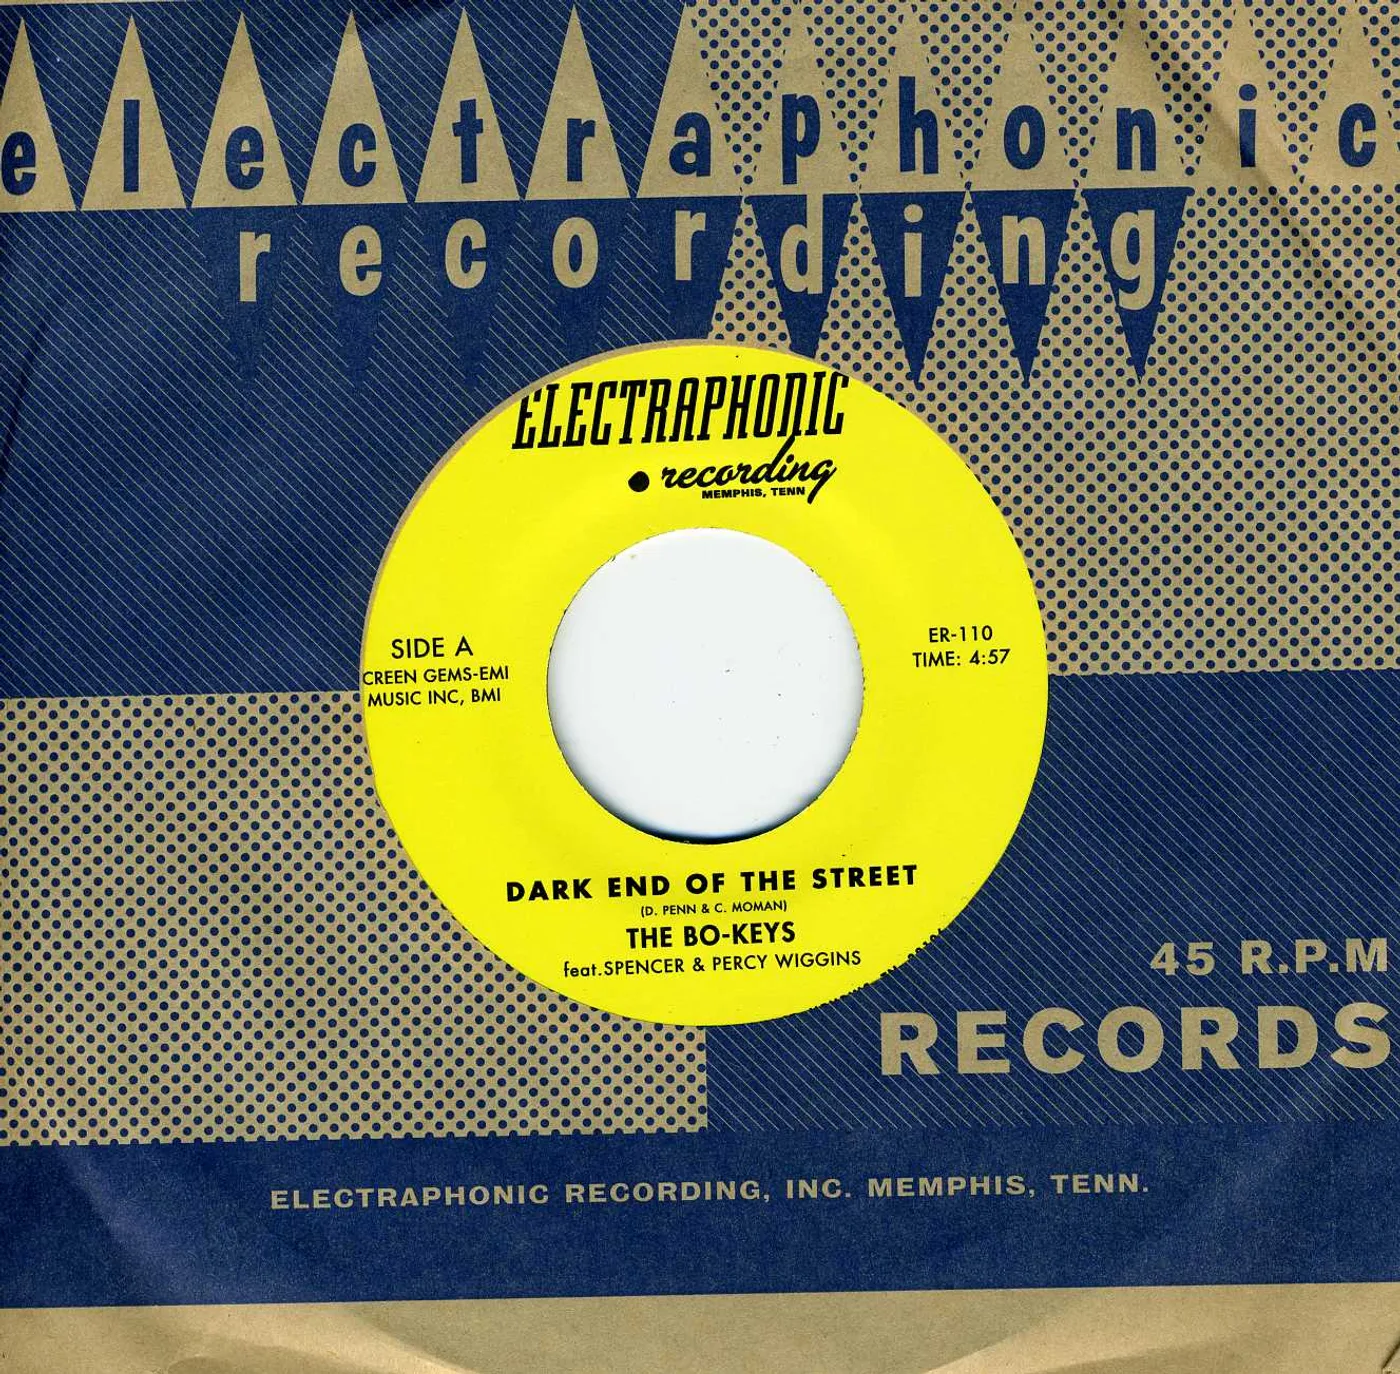 electraphonic
recording
ELECTRAPHONIC
recording
MEMPHIS, TENN
SIDE A
CREEN GEMS-EMI
MUSIC INC, BMI
ER-110
TIME: 4:57
DARK END OF THE STREET
(D. PENN & C. MOMAN)
THE BO-KEYS
feat.SPENCER & PERCY WIGGINS
45 R.P.M
RECORDS
ELECTRAPHONIC RECORDING, INC. MEMPHIS, TENN.